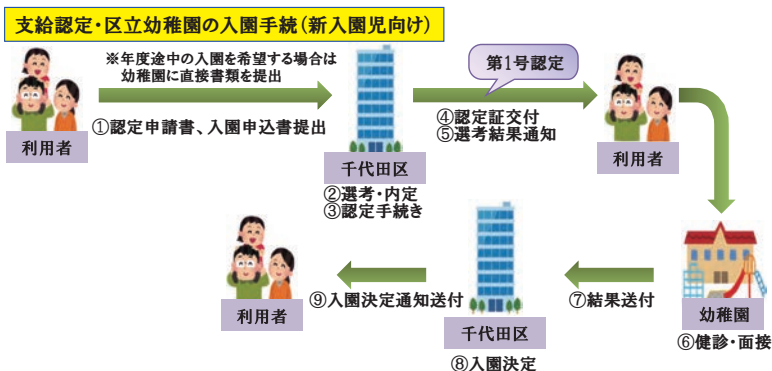 支給認定・区立幼稚園の入園手続（新入園児向け）
※年度途中の入園を希望する場合は
幼稚園に直接書類を提出
①認定申請書、入園申込書提出
利用者
千代田区
②選考・内定
③認定手続き
第1号認定
④認定証交付
⑤選考結果通知
利用者
幼稚園
⑥健診・面接
⑦結果送付
千代田区
⑧入園決定
⑨入園決定通知送付
利用者